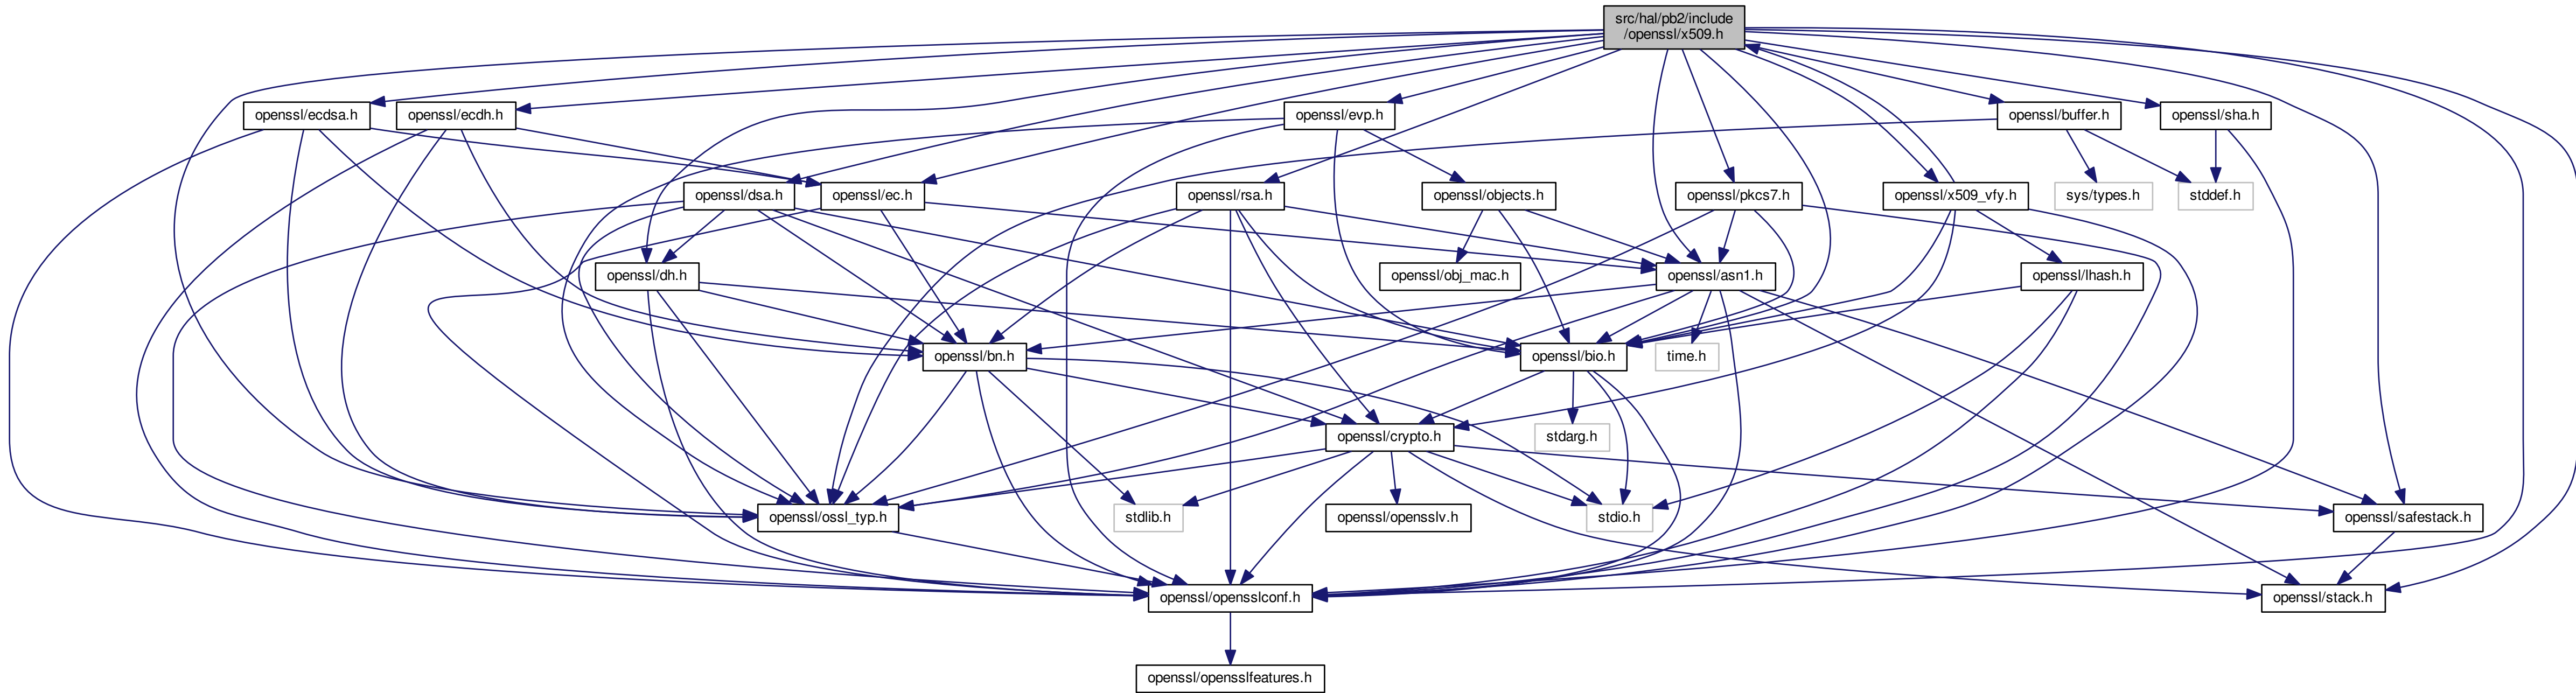 src/hal/pb2/include
/openssl/x509.h
openssl/ecdsa.h
openssl/ecdh.h
openssl/evp.h
openssl/buffer.h
openssl/sha.h
openssl/dsa.h
openssl/ec.h
openssl/rsa.h
openssl/objects.h
openssl/pkcs7.h
openssl/x509_vfy.h
sys/types.h
stddef.h
openssl/dh.h
openssl/obj_mac.h
openssl/asn1.h
openssl/lhash.h
openssl/bn.h
openssl/bio.h
time.h
openssl/crypto.h
stdarg.h
openssl/ossl_typ.h
stdlib.h
openssl/opensslv.h
stdio.h
openssl/safestack.h
openssl/opensslconf.h
openssl/stack.h
openssl/opensslfeatures.h